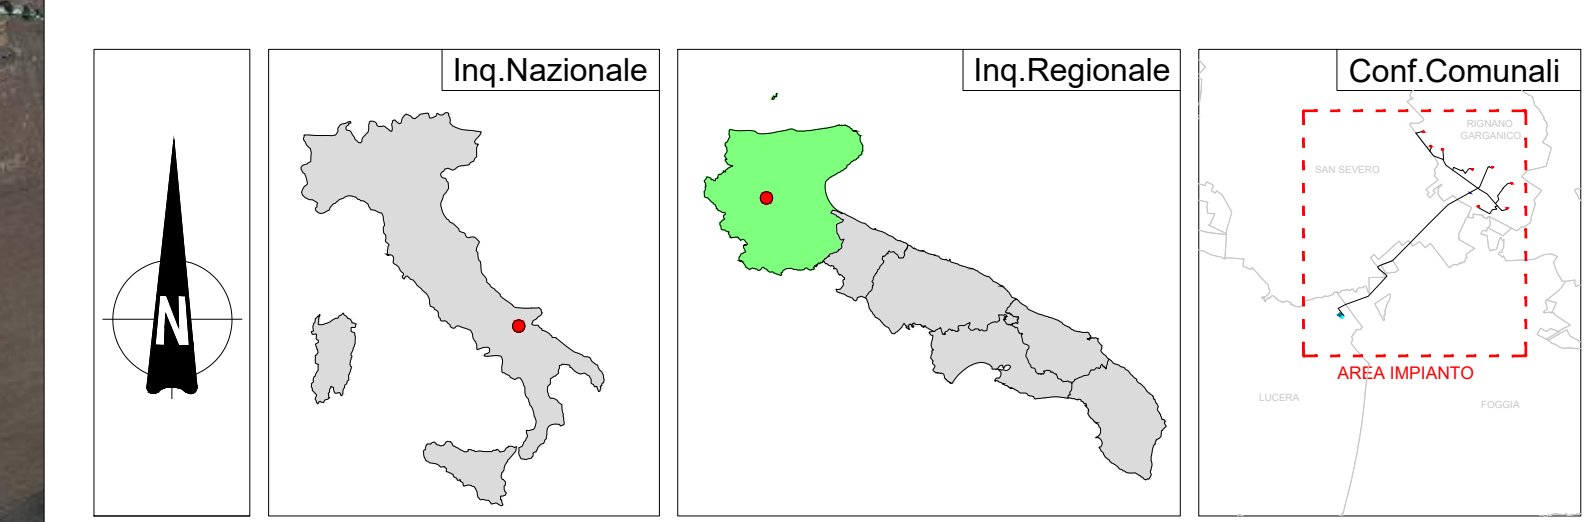 Inq.Nazionale
Inq.Regionale
Conf.Comunali
N
RIGNANO
GARGANICO
SAN SEVERO
AREA IMPIANTO
LUCERA
FOGGIA